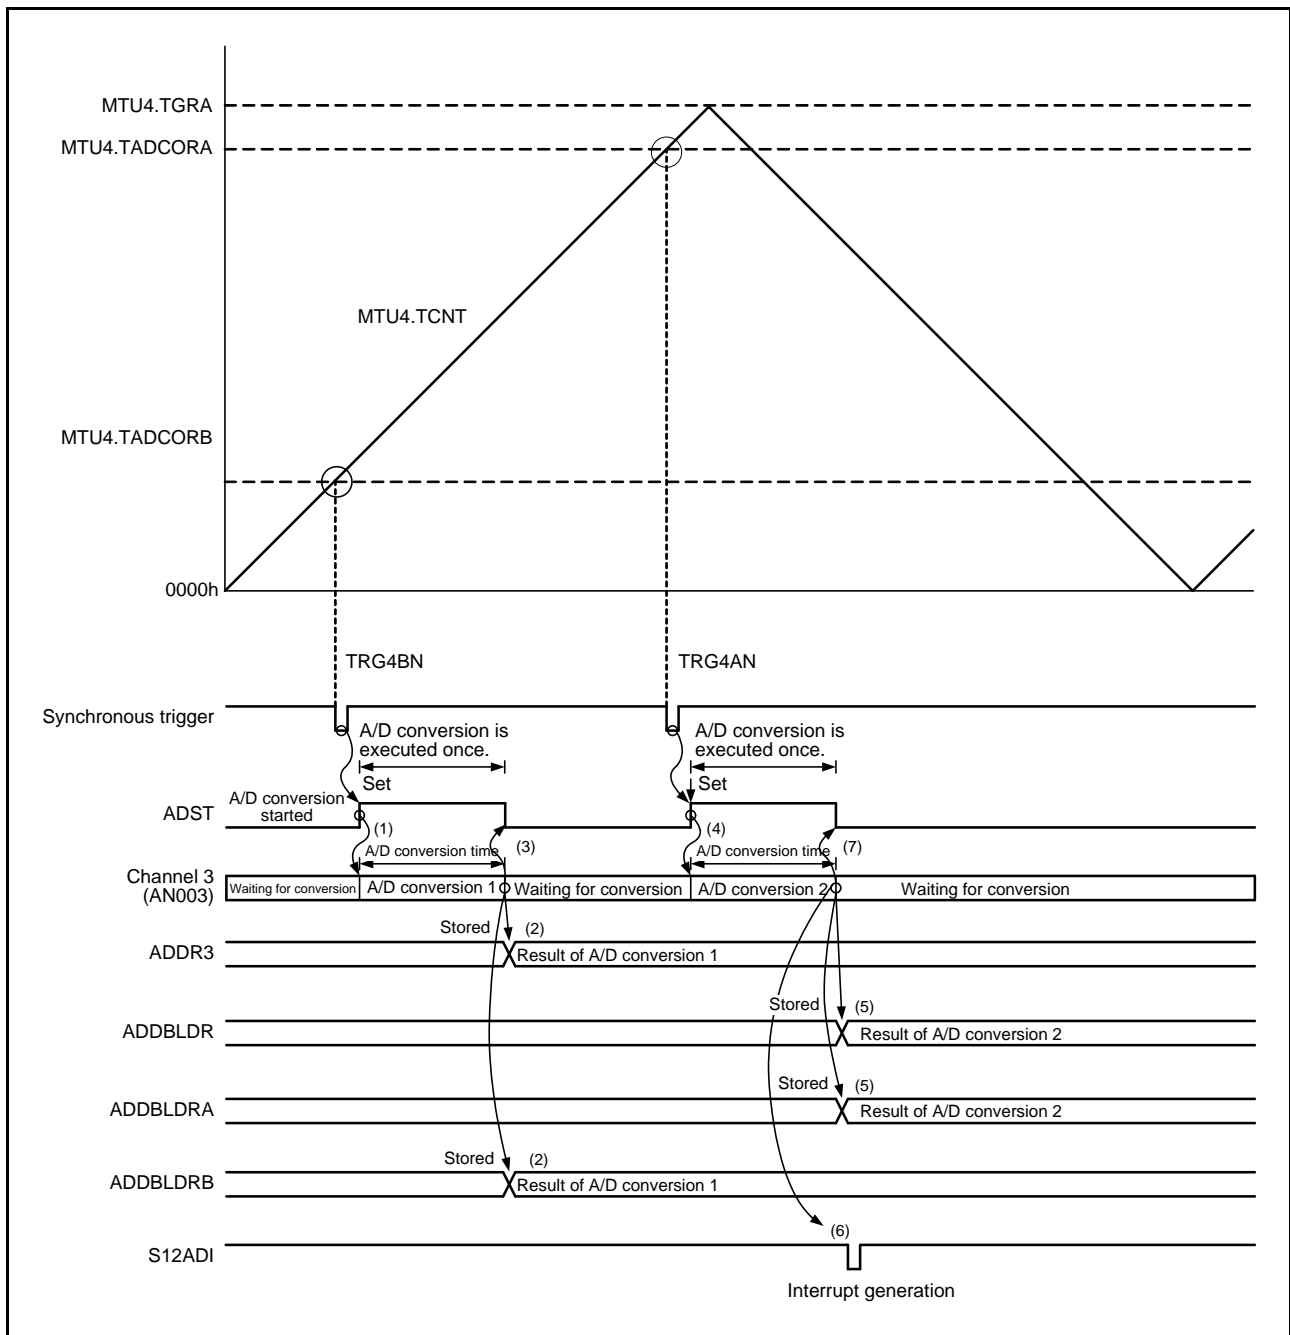 MTU4.TGRA
MTU4.TADCORA
MTU4.TCNT
MTU4.TADCORB
0000h
TRG4BN
TRG4AN
Synchronous trigger
A/D conversion is
executed once.
A/D conversion is
executed once.
Set
Set
A/D conversion
started
ADST
(1)
(3)
(4)
(7)
A/D conversion time
A/D conversion time
Channel 3
(AN003)
Waiting for conversion
A/D conversion 1
Waiting for conversion
A/D conversion 2
Waiting for conversion
Stored
(2)
ADDR3
Result of A/D conversion 1
Stored
(5)
ADDBLDR
Result of A/D conversion 2
Stored
(5)
ADDBLDRA
Result of A/D conversion 2
Stored
(2)
ADDBLDRB
Result of A/D conversion 1
(6)
S12ADI
Interrupt generation